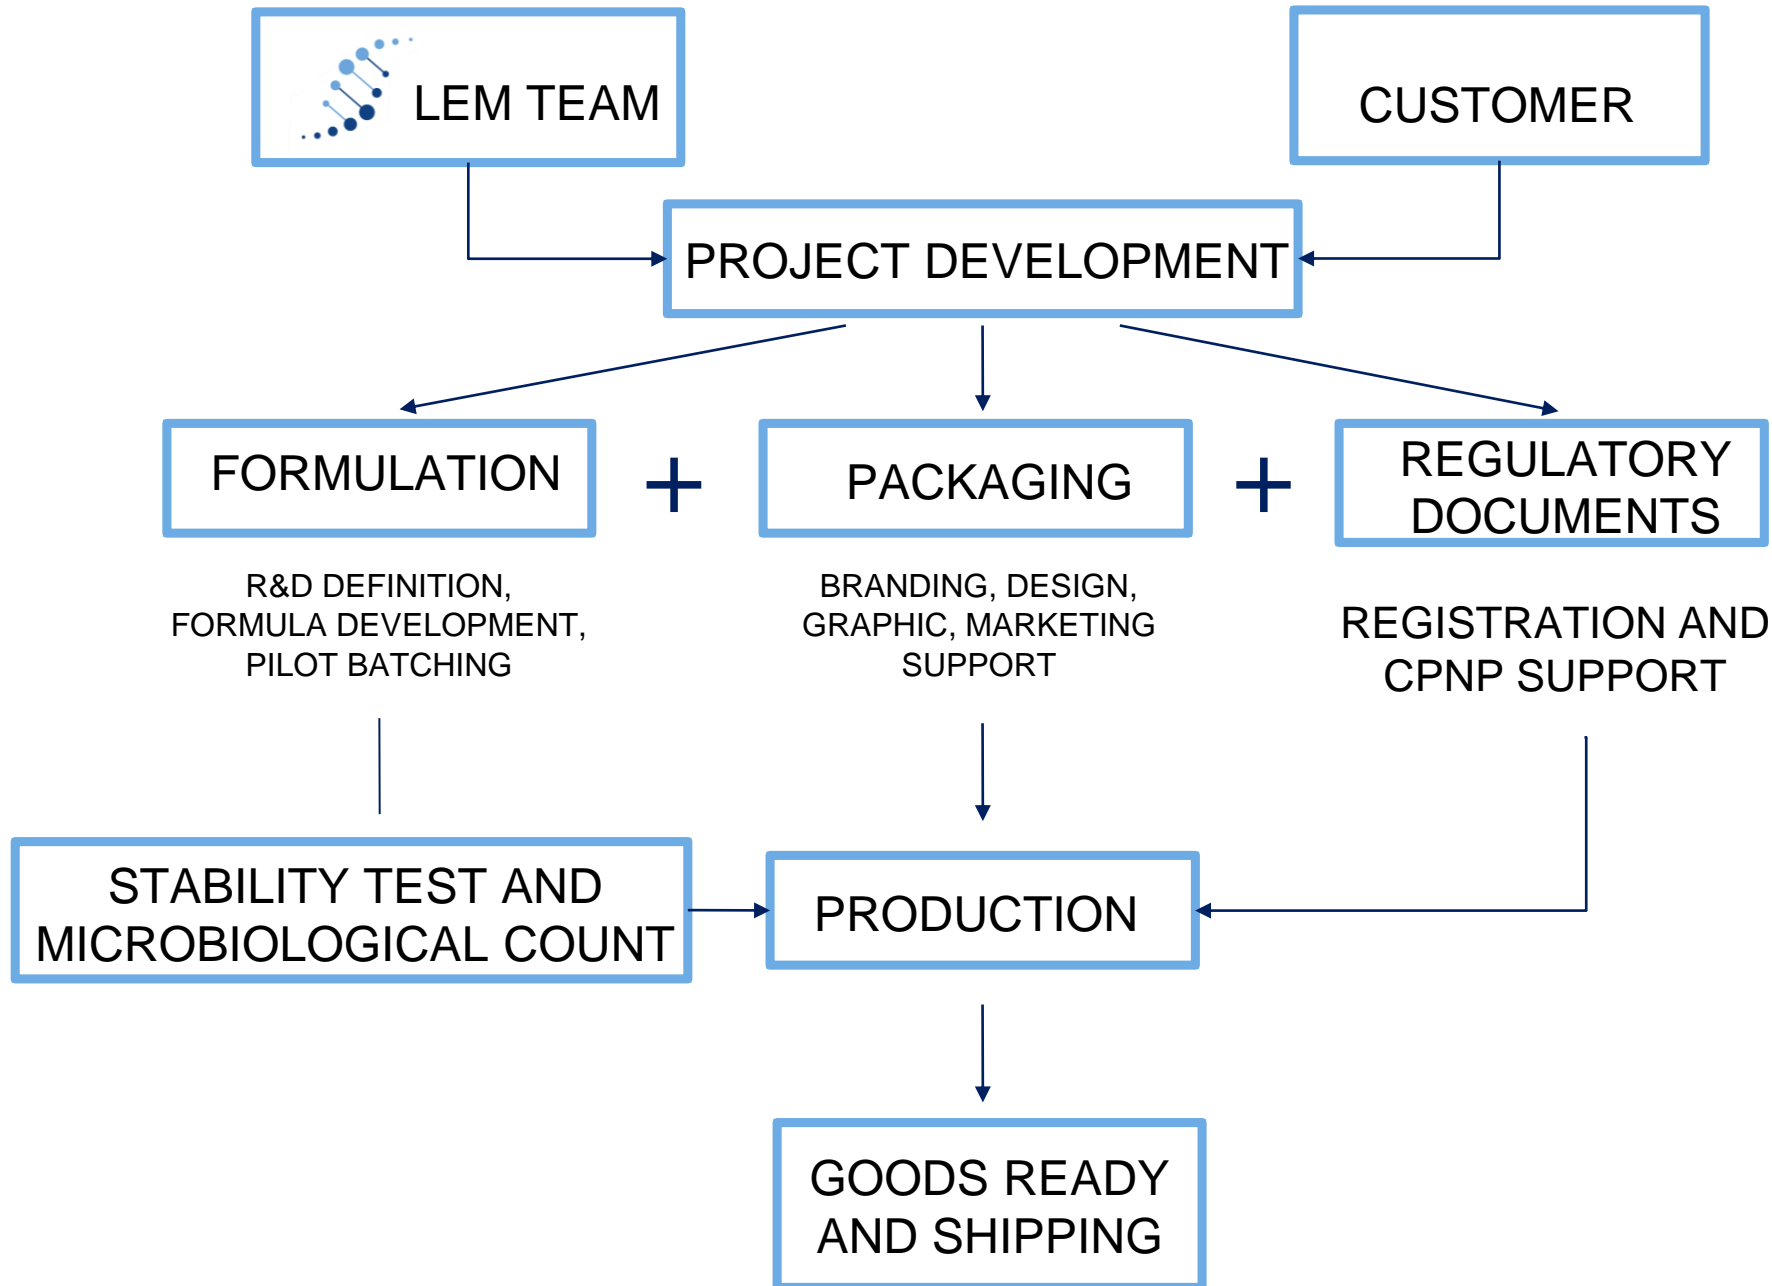 LEM TEAM
CUSTOMER
PROJECT DEVELOPMENT
FORMULATION
+
PACKAGING
+
REGULATORY
DOCUMENTS
R&D DEFINITION,
FORMULA DEVELOPMENT,
PILOT BATCHING
BRANDING, DESIGN,
GRAPHIC, MARKETING
SUPPORT
REGISTRATION AND
CPNP SUPPORT
STABILITY TEST AND
MICROBIOLOGICAL COUNT
PRODUCTION
GOODS READY
AND SHIPPING